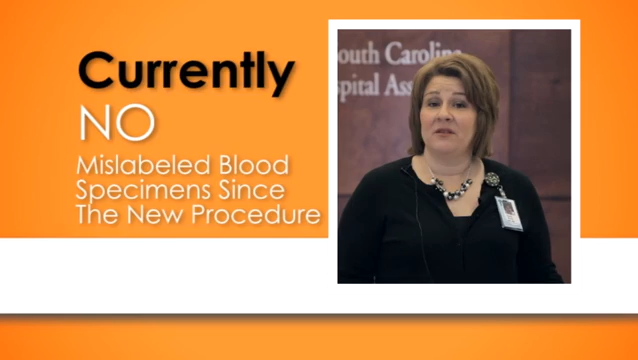 Currently
NO
Mislabeled Blood
Specimens Since
The New Procedure
outh Carolina
spital Ass